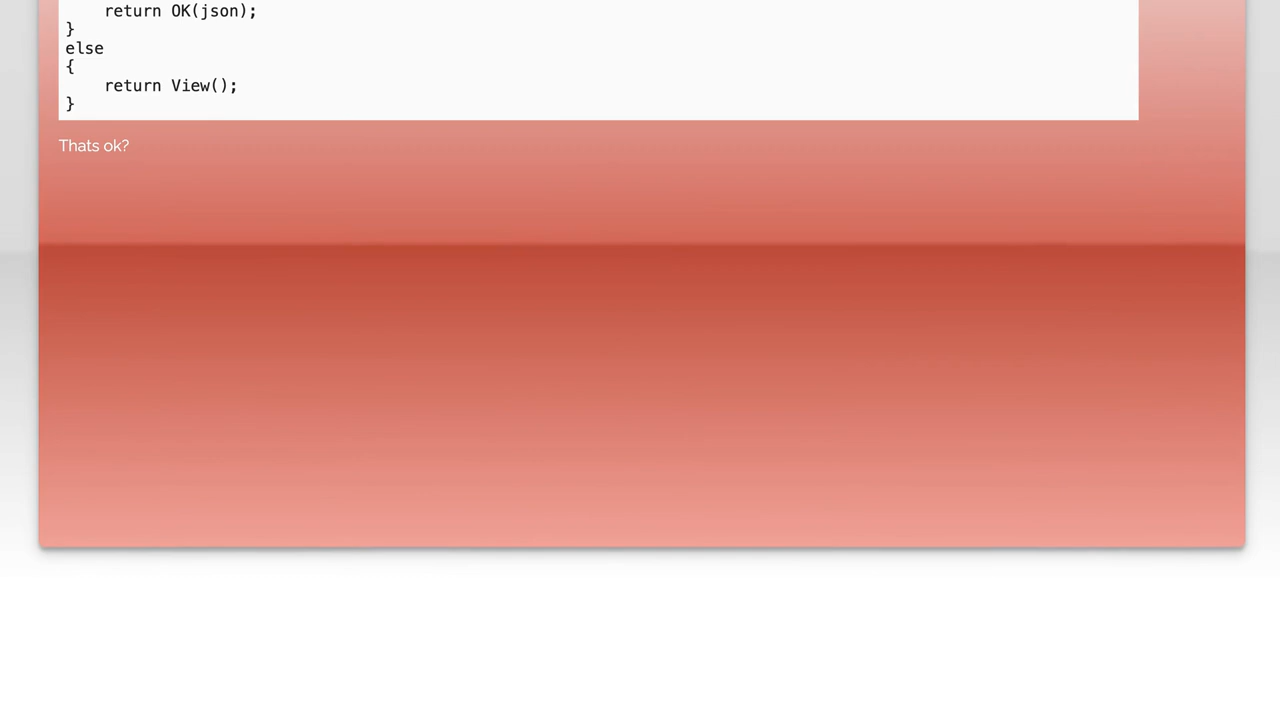 return OK(json);
}
else
{
    return View();
}
Thats ok?